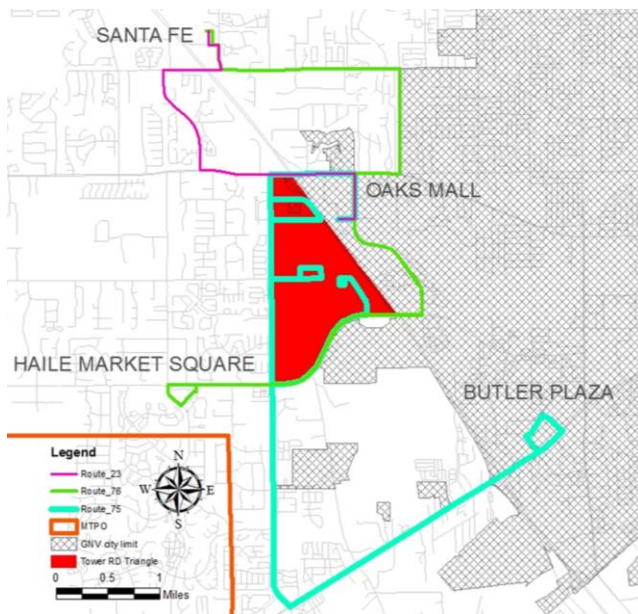 SANTA FE
OAKS MALL
HAILE MARKET SQUARE
BUTLER PLAZA
Legend
Route_23
Route_76
Route_75
MTPO
GNV city limit
Tower RD Triangle
N
W E
S
0 0.5 1
Miles